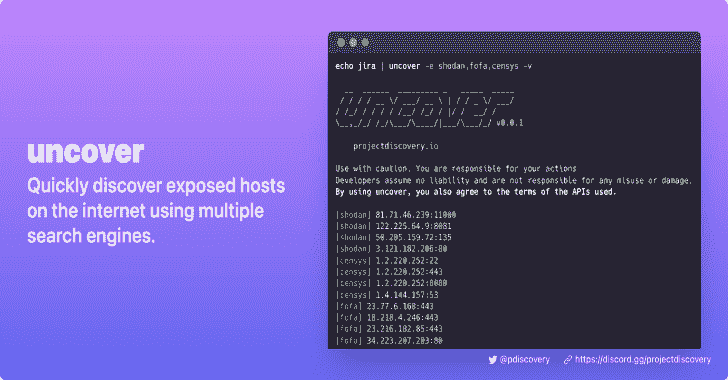 echo jira | uncover -e shodan,fofa,censys -v
v0.0.1
projectdiscovery.io
Use with caution. You are responsible for your actions
Developers assume no liability and are not responsible for any misuse or damage.
By using uncover, you also agree to the terms of the APIs used.
[shodan] 81.71.46.239:11000
[shodan] 122.225.64.9:8081
[shodan] 50.205.159.72:135
[shodan] 3.121.182.206:80
[censys] 1.2.220.252:22
[censys] 1.2.220.252:443
[censys] 1.2.220.252:8080
[censys] 1.4.144.157:53
[fofa] 23.77.6.168:443
[fofa] 18.210.4.246:443
[fofa] 23.216.102.85:443
[fofa] 34.223.207.203:80
uncover
Quickly discover exposed hosts
on the internet using multiple
search engines.
@pdiscovery
https://discord.gg/projectdiscovery